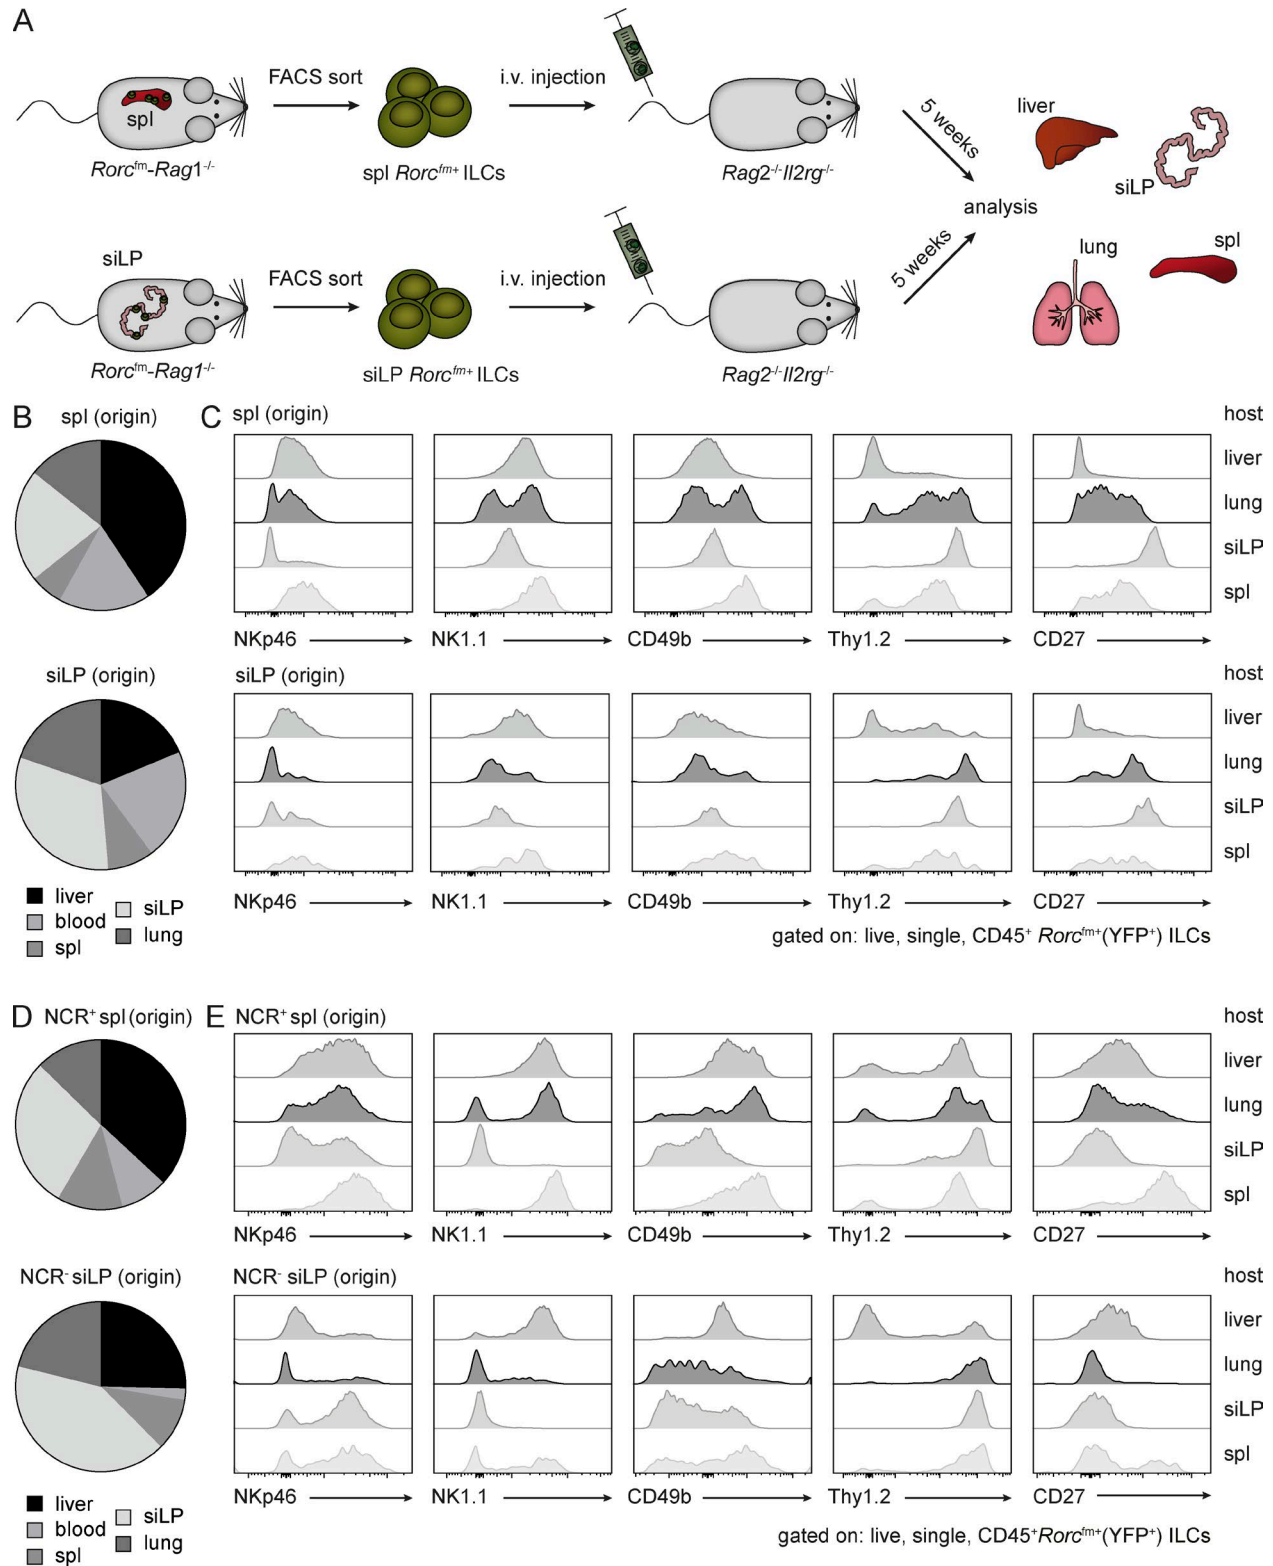 A
FACS sort
i.v. injection
spl
Rorcfm-Rag1-/-
spl Rorcfm+ ILCs
Rag2-/-Il2rg-/-
5 weeks
liver
siLP
analysis
siLP
FACS sort
i.v. injection
5 weeks
lung
spl
Rorcfm-Rag1-/-
siLP Rorcfm+ ILCs
Rag2-/-Il2rg-/-
B
spl (origin)
C
spl (origin)
host
liver
lung
siLP
spl
NKp46
NK1.1
CD49b
Thy1.2
CD27
siLP (origin)
siLP (origin)
host
liver
lung
siLP
spl
NKp46
NK1.1
CD49b
Thy1.2
CD27
liver
blood
spl
siLP
lung
gated on: live, single, CD45+ Rorcfm+(YFP+) ILCs
D
NCR+ spl (origin)
E
NCR+ spl (origin)
host
liver
lung
siLP
spl
NKp46
NK1.1
CD49b
Thy1.2
CD27
NCR- siLP (origin)
NCR- siLP (origin)
host
liver
lung
siLP
spl
NKp46
NK1.1
CD49b
Thy1.2
CD27
liver
blood
spl
siLP
lung
gated on: live, single, CD45+Rorcfm+(YFP+) ILCs